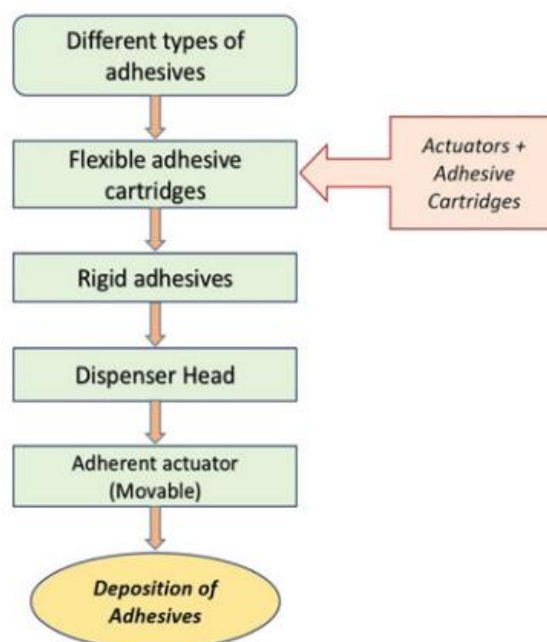 Different types of
adhesives
Flexible adhesive
cartridges
Actuators +
Adhesive
Cartridges
Rigid adhesives
Dispenser Head
Adherent actuator
(Movable)
Deposition of
Adhesives